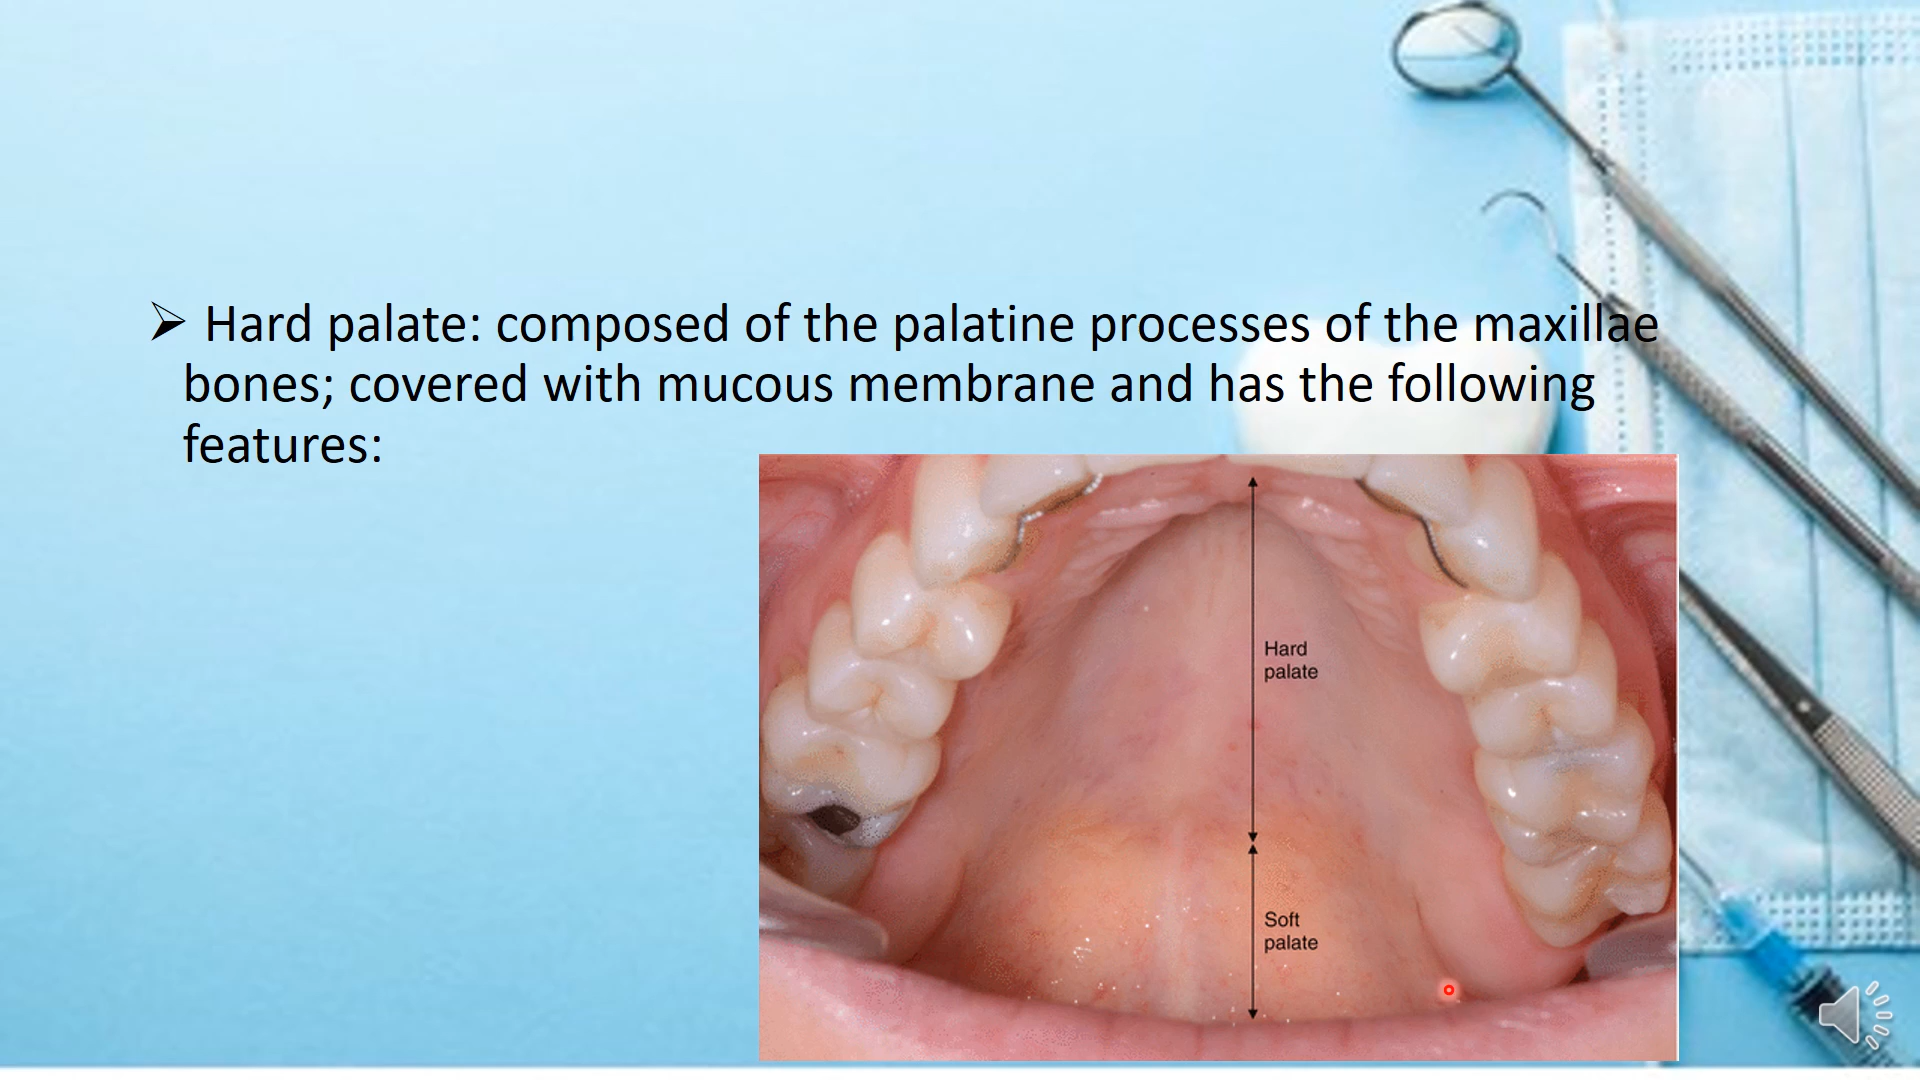 ➢ Hard palate: composed of the palatine processes of the maxillae
bones; covered with mucous membrane and has the following
features:
Hard
palate
Soft
palate